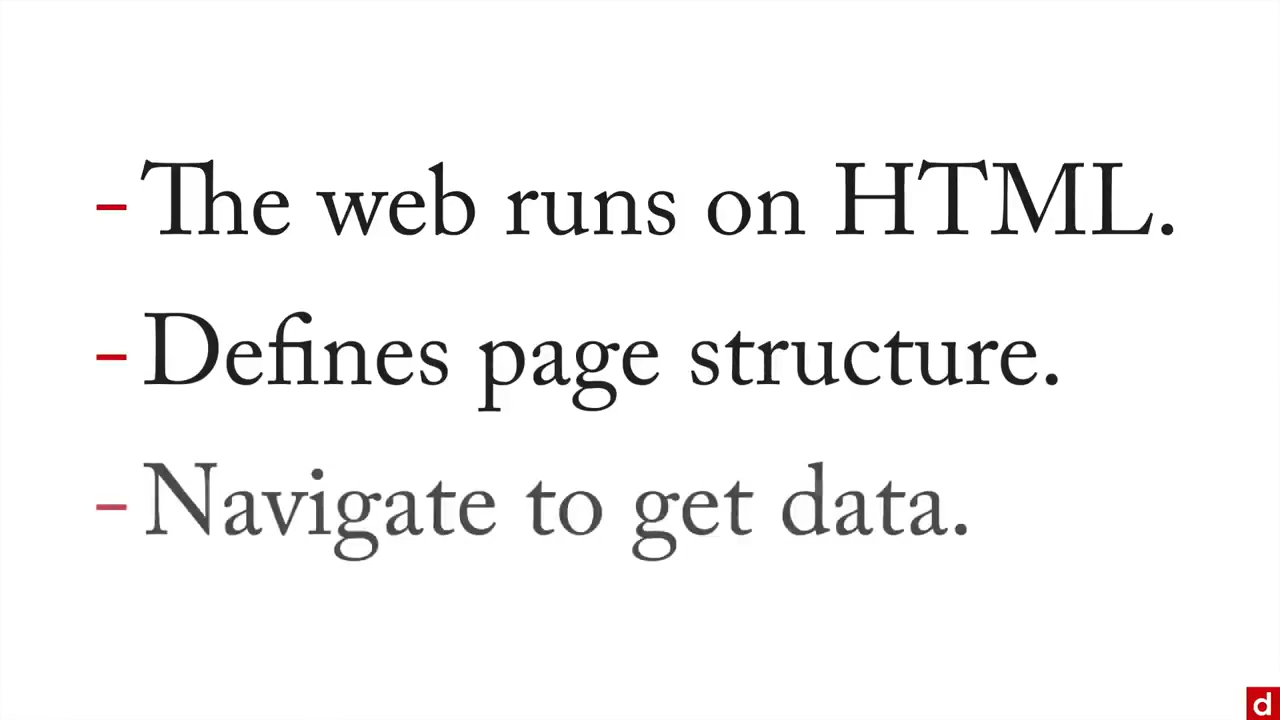 – The web runs on HTML.
– Defines page structure.
– Navigate to get data.
d